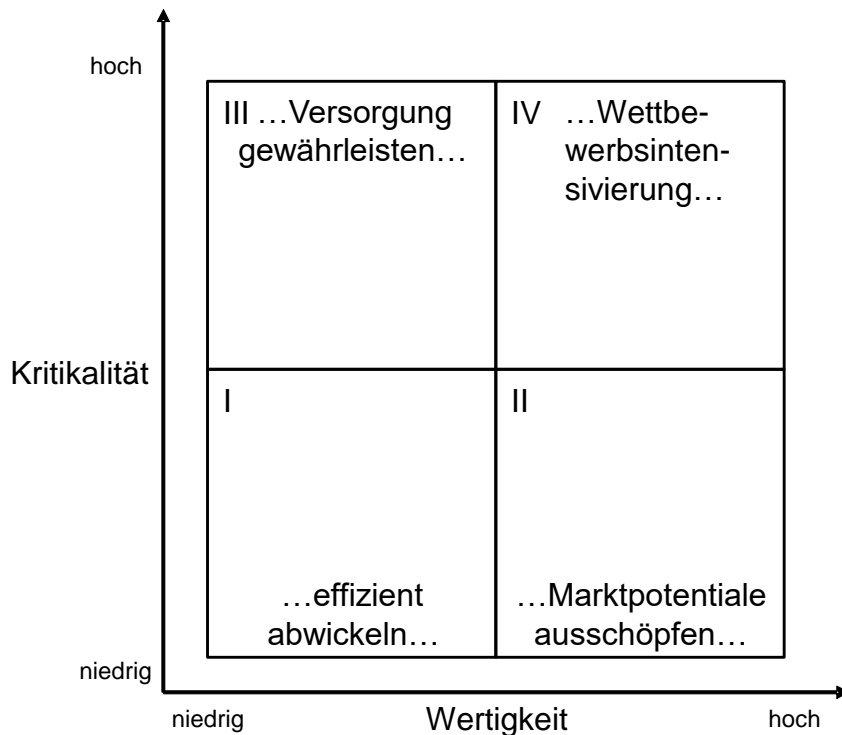 hoch
III …Versorgung
gewährleisten…
IV …Wettbe-
werbsinten-
sivierung…
Kritikalität
I
II
…effizient
abwickeln…
…Marktpotentiale
ausschöpfen…
niedrig
niedrig
Wertigkeit
hoch